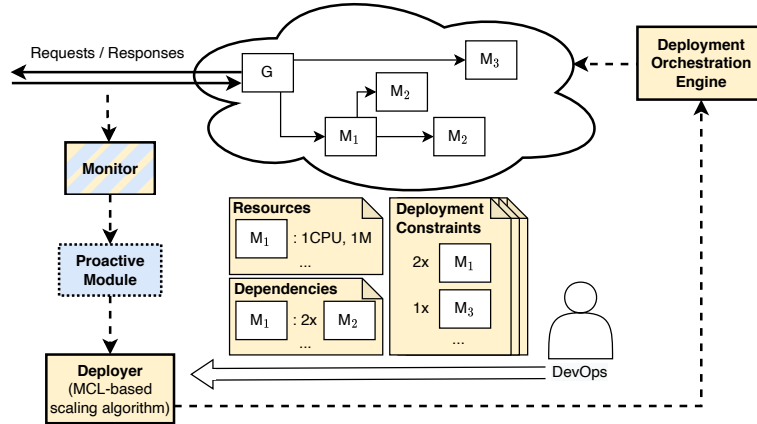 Requests / Responses
G
M3
M2
M1
M2
Deployment
Orchestration
Engine
Monitor
Proactive
Module
Deployer
(MCL-based
scaling algorithm)
Resources
M1 : 1CPU, 1M
...
Dependencies
M1 : 2x M2
...
Deployment
Constraints
2x M1
1x M3
...
DevOps